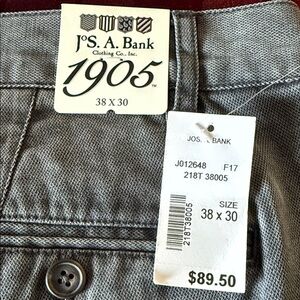 JoS. A. Bank
Clothing Co., Inc.
1905
38 X 30
JOS. A. BANK
J012648 F17
218T 38005
SIZE
38 x 30
218T38005
$89.50